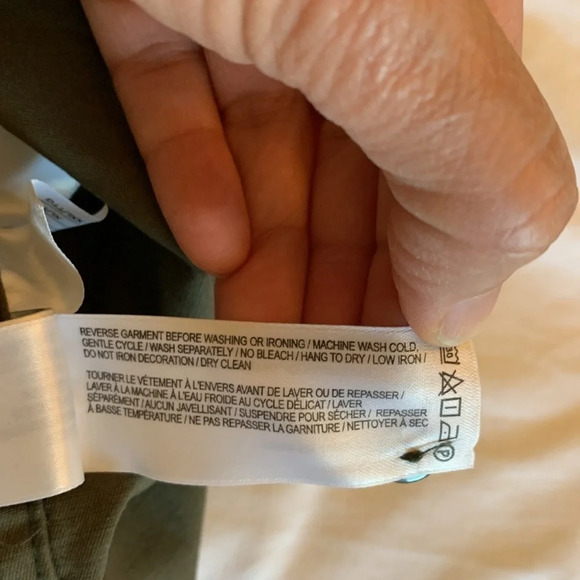 REVERSE GARMENT BEFORE WASHING OR IRONING / MACHINE WASH COLD,
GENTLE CYCLE / WASH SEPARATELY / NO BLEACH / HANG TO DRY / LOW IRON /
DO NOT IRON DECORATION / DRY CLEAN
TOURNER LE VÊTEMENT À L'ENVERS AVANT DE LAVER OU DE REPASSER /
LAVER À LA MACHINE À L'EAU FROIDE AU CYCLE DÉLICAT / LAVER
SÉPARÉMENT / AUCUN JAVELLISANT / SUSPENDRE POUR SÉCHER / REPASSER
À BASSE TEMPÉRATURE / NE PAS REPASSER LA GARNITURE / NETTOYER À SEC